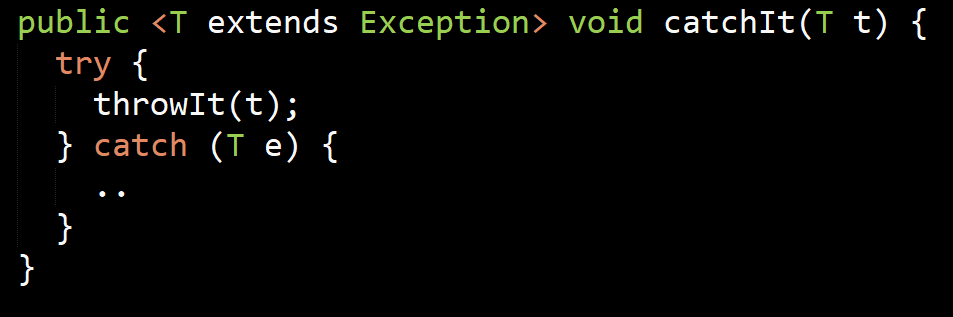 public <T extends Exception> void catchIt(T t) {
  try {
    throwIt(t);
  } catch (T e) {
    ..
  }
}